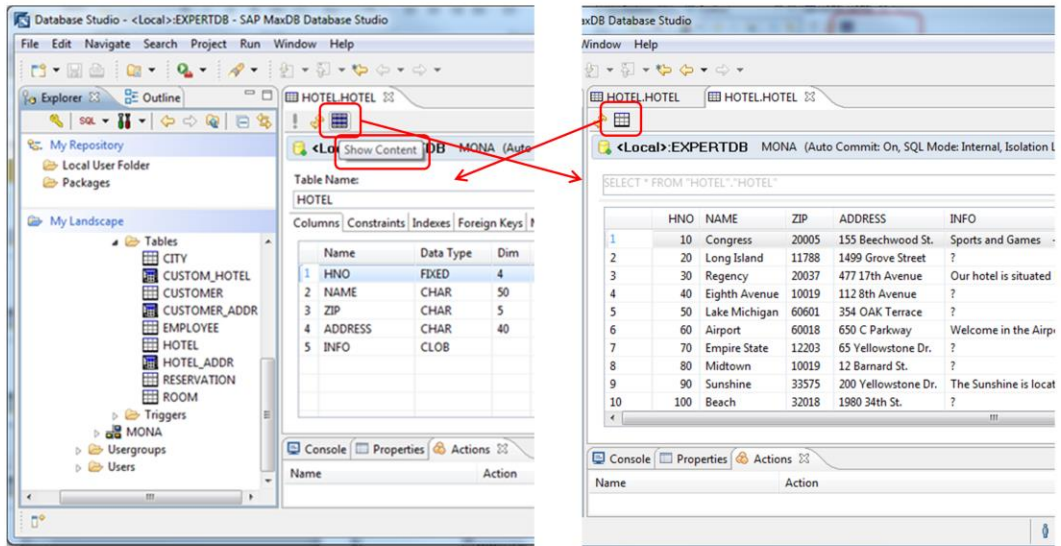 Database Studio - <Local>:EXPERTDB - SAP MaxDB Database Studio
File Edit Navigate Search Project Run Window Help
Explorer Outline
SQL
My Repository
Local User Folder
Packages
My Landscape
Tables
CITY
CUSTOM_HOTEL
CUSTOMER
CUSTOMER_ADDR
EMPLOYEE
HOTEL
HOTEL_ADDR
RESERVATION
ROOM
Triggers
MONA
Usergroups
Users
HOTEL.HOTEL
Show Content
DB MONA (Auto
Table Name:
HOTEL
Columns Constraints Indexes Foreign Keys
Name Data Type Dim
1 HNO FIXED 4
2 NAME CHAR 50
3 ZIP CHAR 5
4 ADDRESS CHAR 40
5 INFO CLOB
Console Properties Actions
Name Action
axDB Database Studio
Window Help
HOTEL.HOTEL HOTEL.HOTEL
<Local>:EXPERTDB MONA (Auto Commit: On, SQL Mode: Internal, Isolation L
SELECT * FROM "HOTEL"."HOTEL"
HNO NAME ZIP ADDRESS INFO
1 10 Congress 20005 155 Beechwood St. Sports and Games
2 20 Long Island 11788 1499 Grove Street ?
3 30 Regency 20037 477 17th Avenue Our hotel is situated
4 40 Eighth Avenue 10019 112 8th Avenue ?
5 50 Lake Michigan 60601 354 OAK Terrace ?
6 60 Airport 60018 650 C Parkway Welcome in the Airp
7 70 Empire State 12203 65 Yellowstone Dr. ?
8 80 Midtown 10019 12 Barnard St. ?
9 90 Sunshine 33575 200 Yellowstone Dr. The Sunshine is locat
10 100 Beach 32018 1980 34th St. ?
Console Properties Actions
Name Action